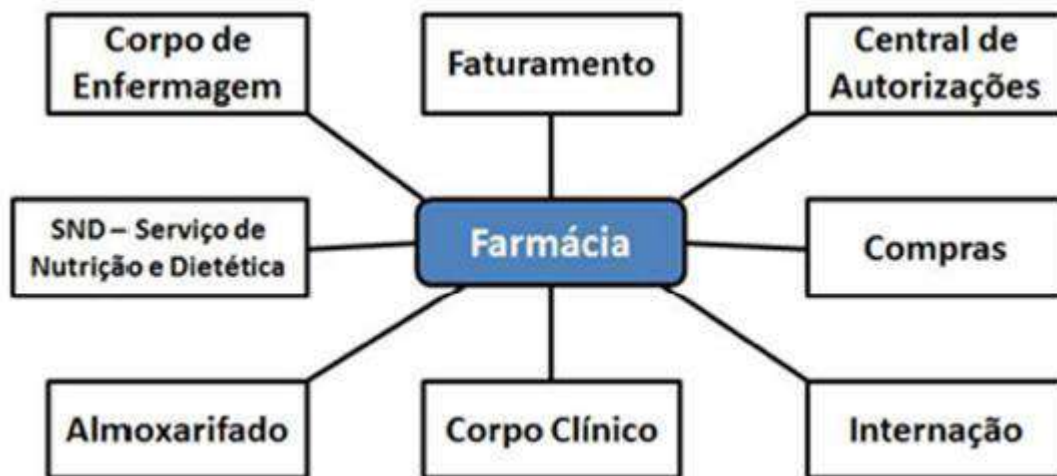 Corpo de
Enfermagem
Faturamento
Central de
Autorizações
SND – Serviço de
Nutrição e Dietética
Farmácia
Compras
Almoxarifado
Corpo Clínico
Internação